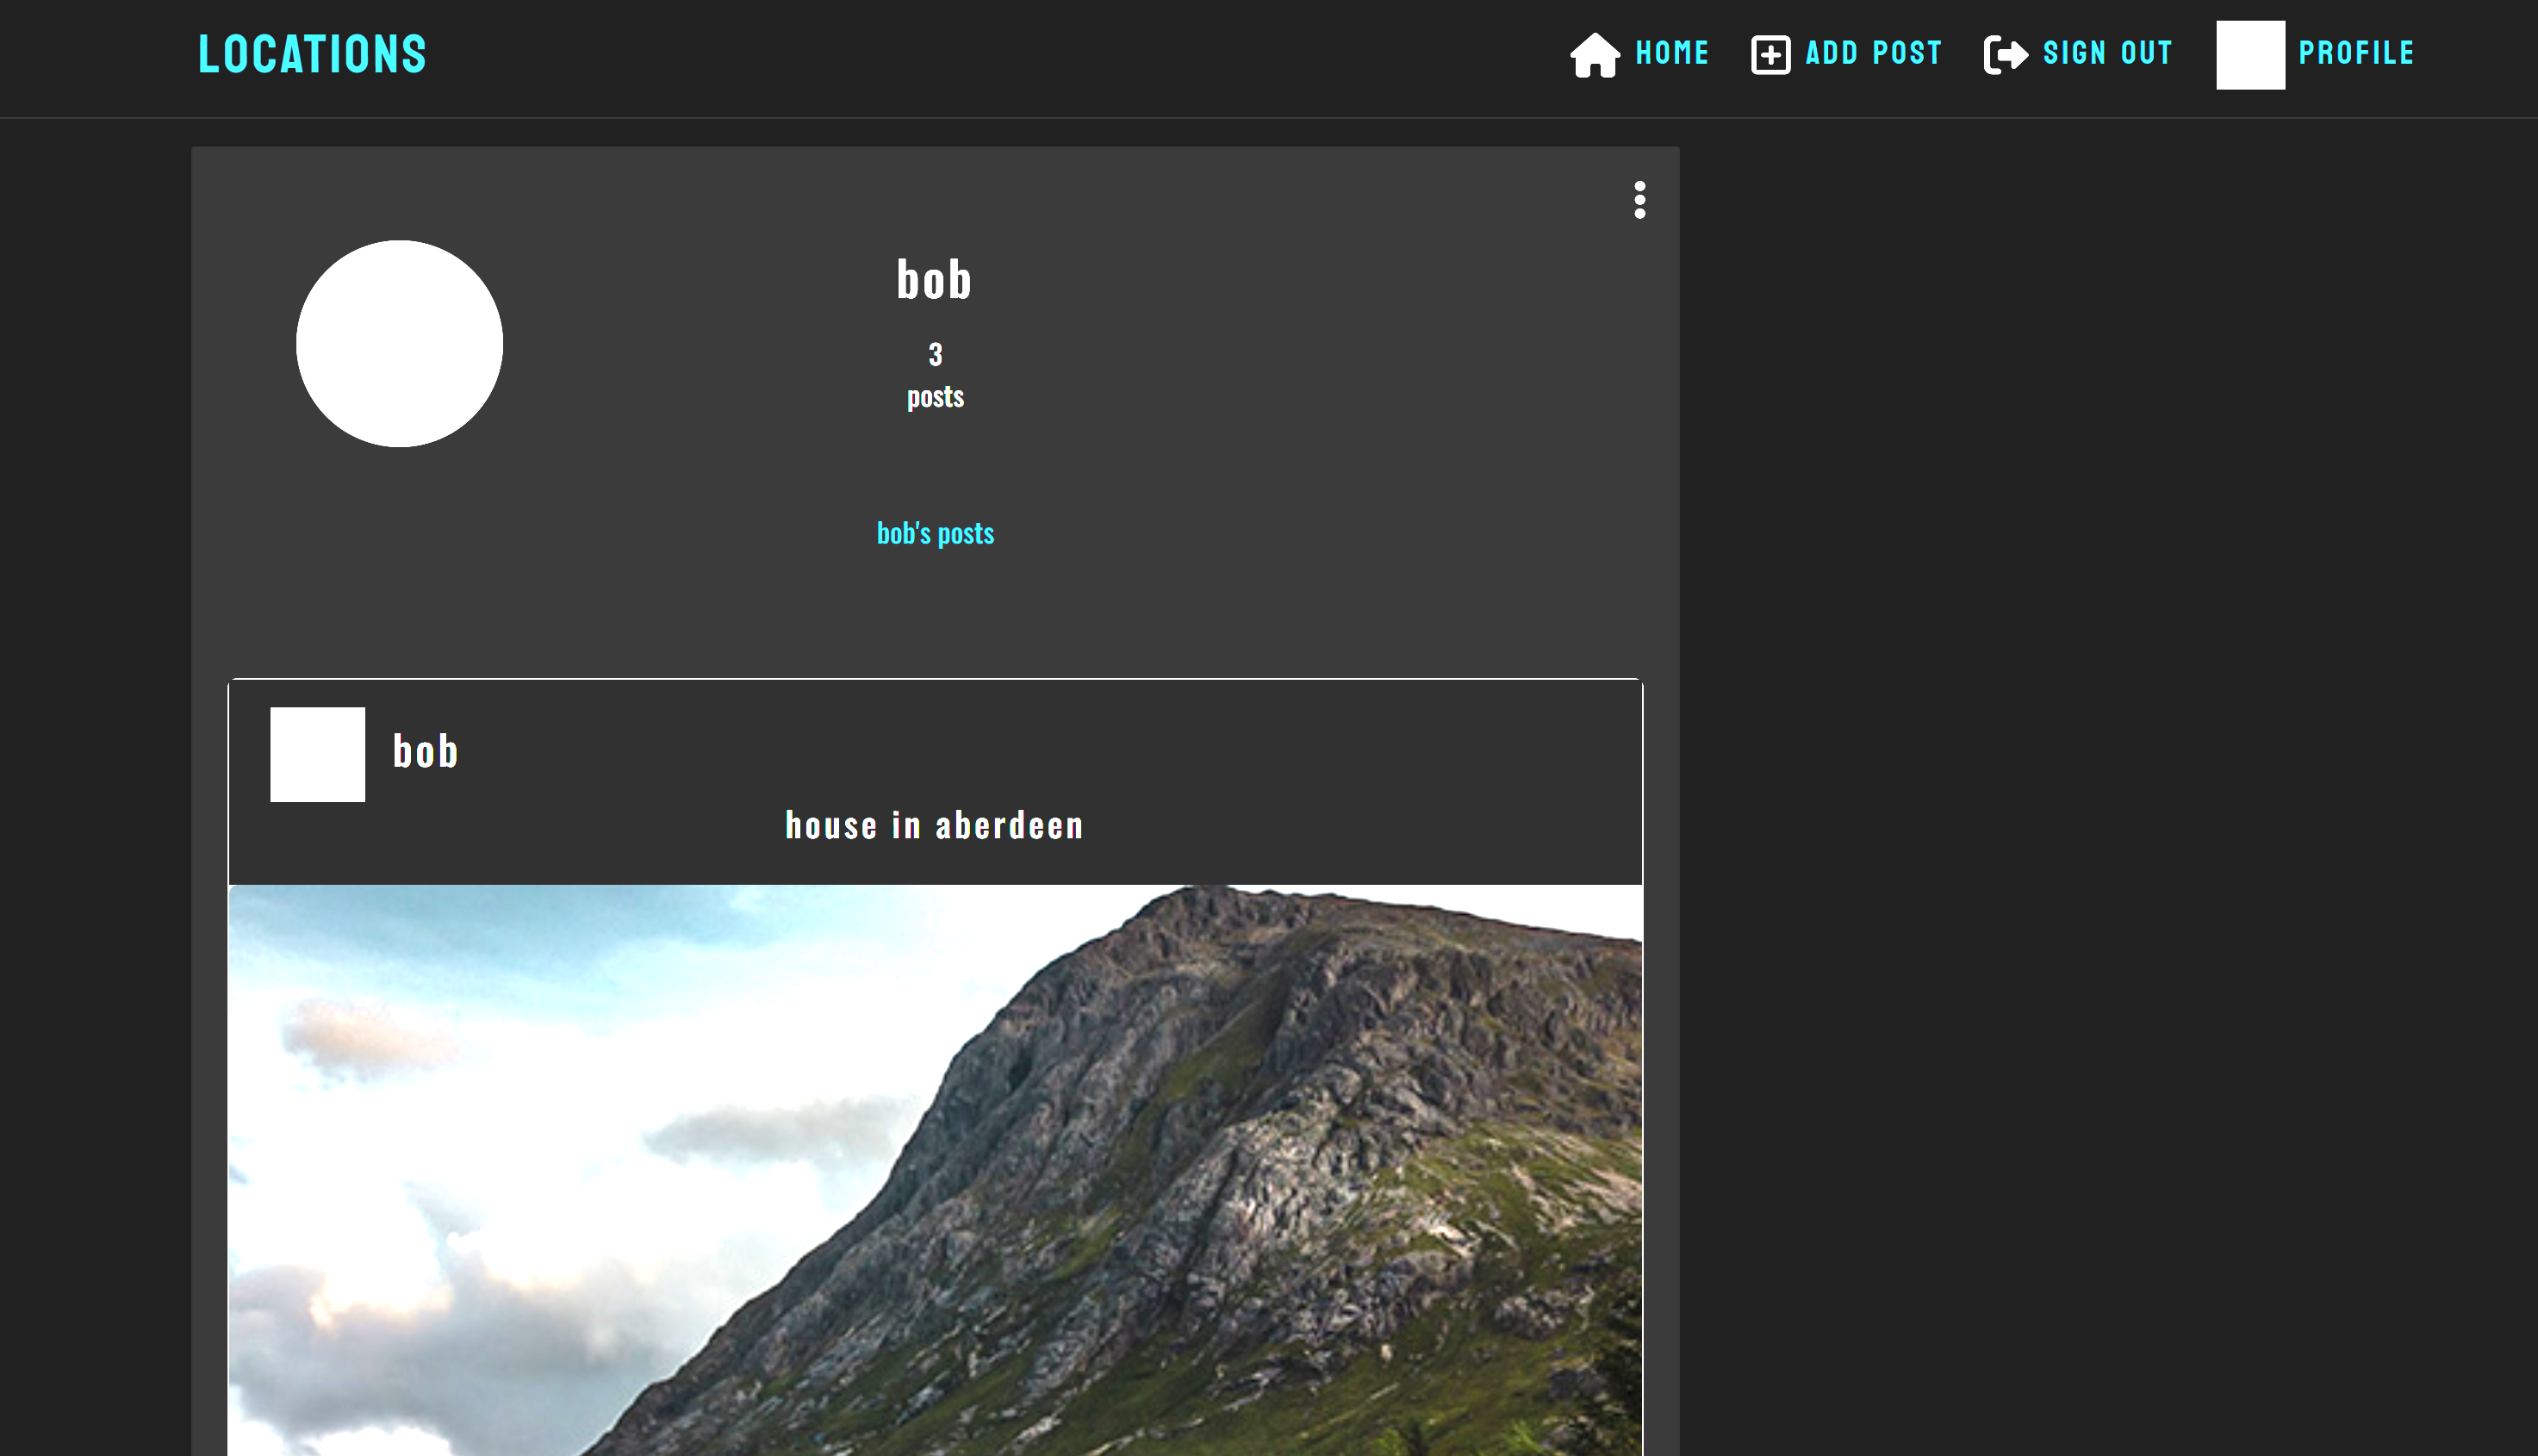 LOCATIONS
HOME
ADD POST
SIGN OUT
PROFILE
bob
3
posts
bob's posts
bob
house in aberdeen